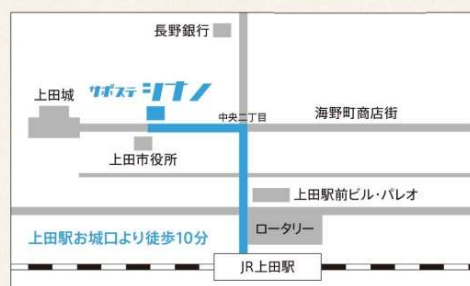 長野銀行
サポステ シナノ
上田城
中央二丁目
海野町商店街
上田市役所
上田駅前ビル・パレオ
上田駅お城口より徒歩10分
ロータリー
JR上田駅